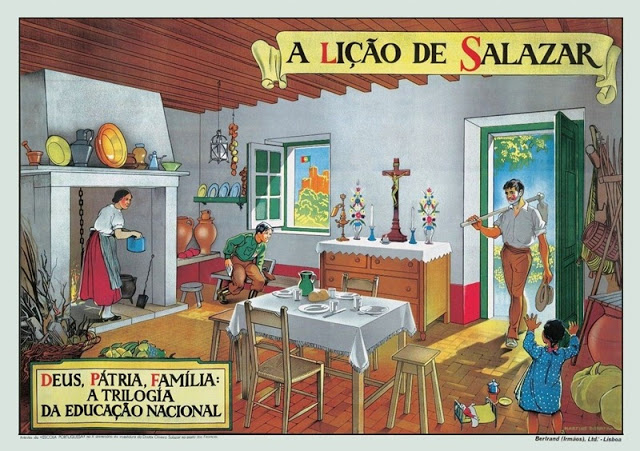 A LIÇÃO DE SALAZAR
DEUS, PÁTRIA, FAMÍLIA:
A TRILOGIA
DA EDUCAÇÃO NACIONAL
Bertrand (Irmãos), Ltd. - Lisboa